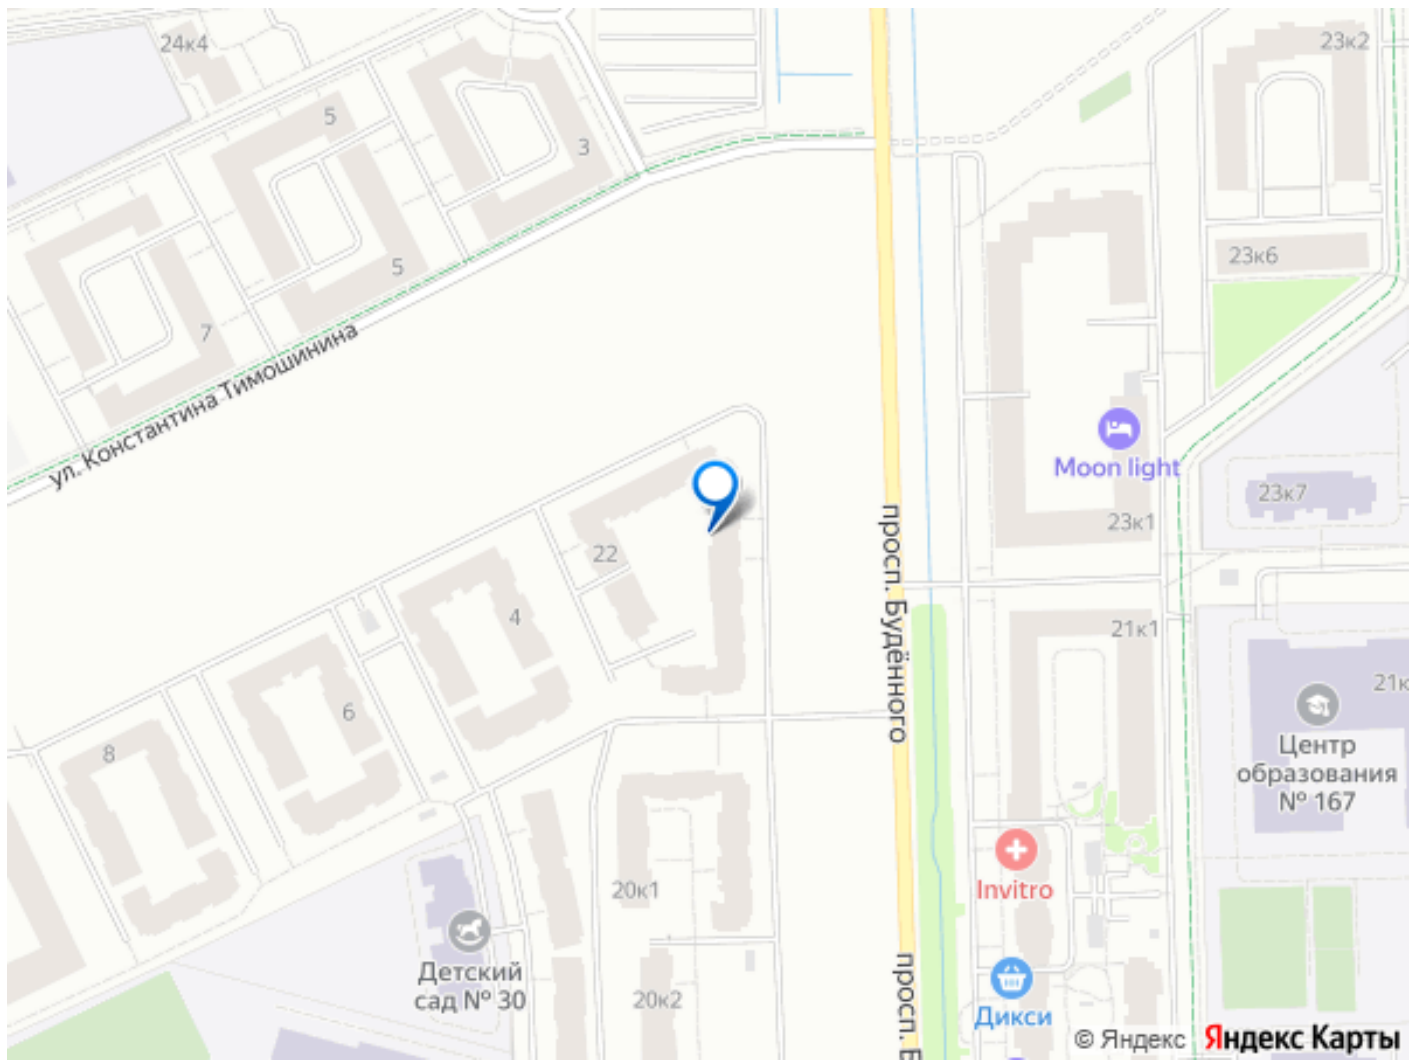 24к4
23к2
5
3
5
23к6
7
ул. Константина Тимошинина
Moon light
23к7
23к1
22
просп. Будённого
4
21к1
6
8
21к
Центр
образования
№ 167
Invitro
20к1
Детский
сад № 30
просп. Б
20к2
Дикси
© Яндекс Яндекс Карты